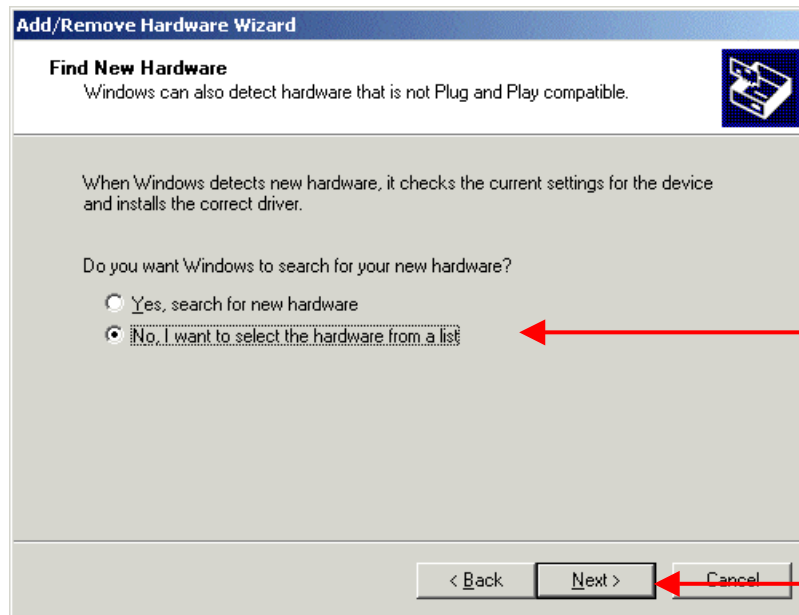 Add/Remove Hardware Wizard
Find New Hardware
Windows can also detect hardware that is not Plug and Play compatible.
When Windows detects new hardware, it checks the current settings for the device
and installs the correct driver.
Do you want Windows to search for your new hardware?
Yes, search for new hardware
No, I want to select the hardware from a list
< Back Next > Cancel